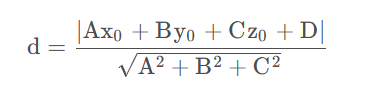 d = |Ax₀ + By₀ + Cz₀ + D| / √A² + B² + C²